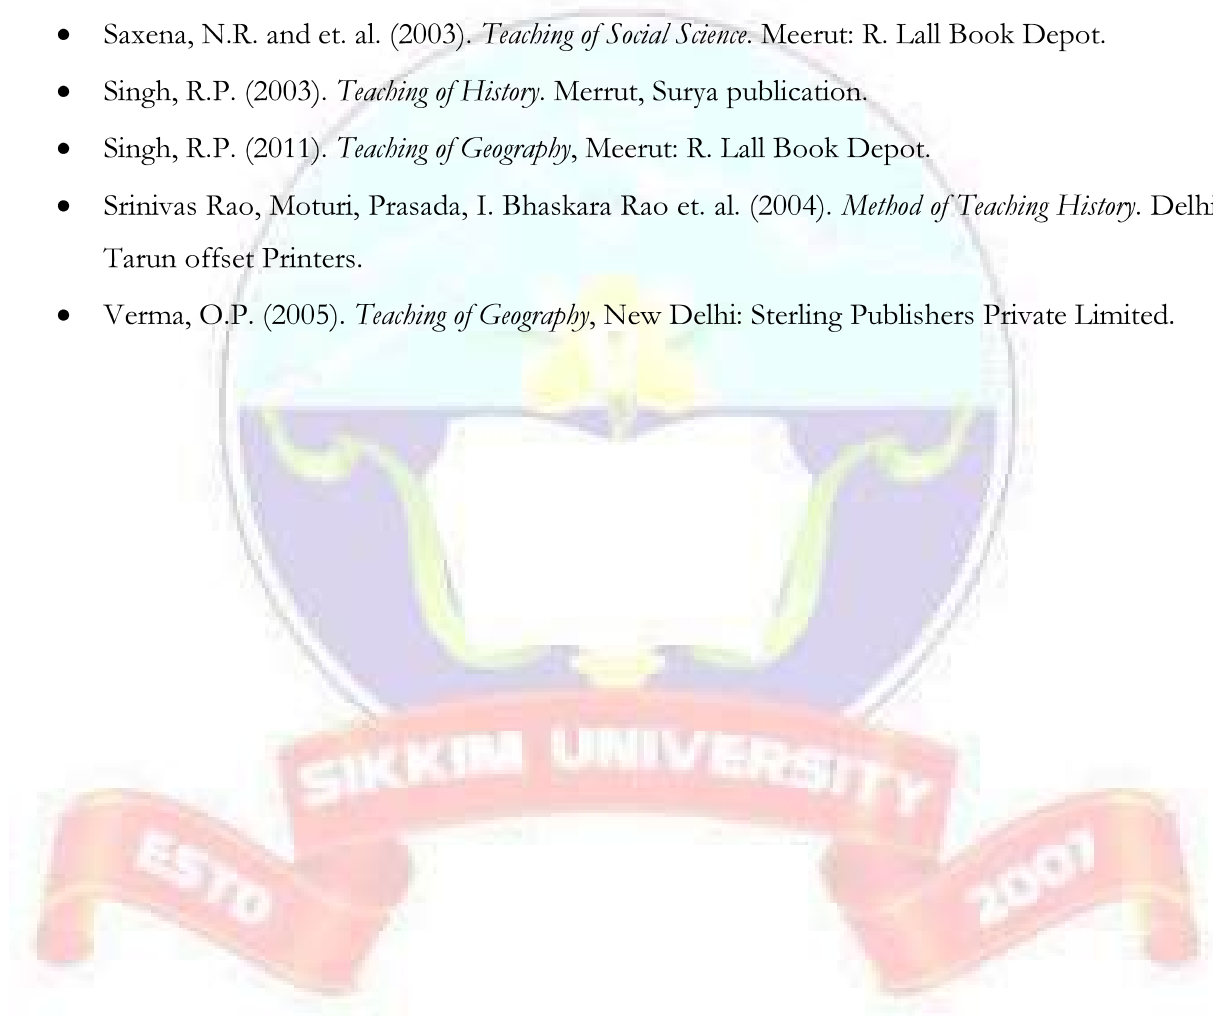 • Saxena, N.R. and et. al. (2003). Teaching of Social Science. Meerut: R. Lall Book Depot.
• Singh, R.P. (2003). Teaching of History. Merrut, Surya publication.
• Singh, R.P. (2011). Teaching of Geography, Meerut: R. Lall Book Depot.
• Srinivas Rao, Moturi, Prasada, I. Bhaskara Rao et. al. (2004). Method of Teaching History. Delhi
Tarun offset Printers.
• Verma, O.P. (2005). Teaching of Geography, New Delhi: Sterling Publishers Private Limited.
SIKKIM UNIVERSITY
ESTD
2007